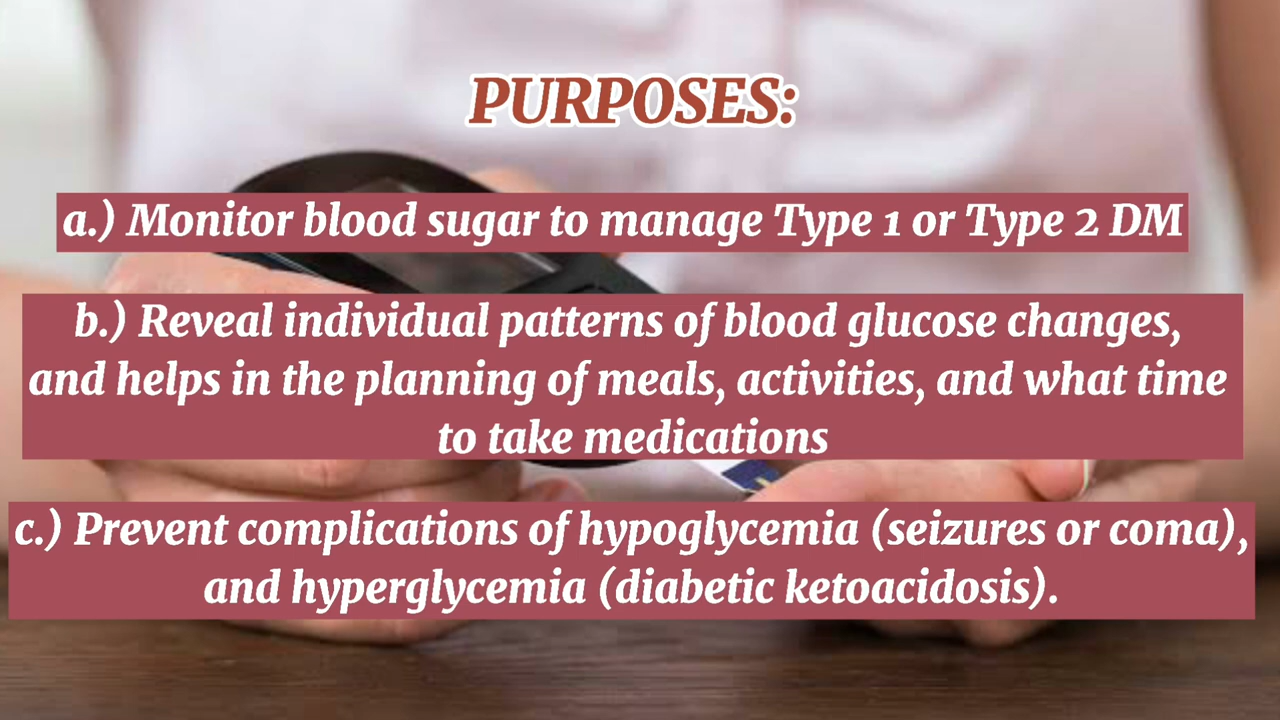 PURPOSES:
a.) Monitor blood sugar to manage Type 1 or Type 2 DM
b.) Reveal individual patterns of blood glucose changes,
and helps in the planning of meals, activities, and what time
to take medications
c.) Prevent complications of hypoglycemia (seizures or coma),
and hyperglycemia (diabetic ketoacidosis).